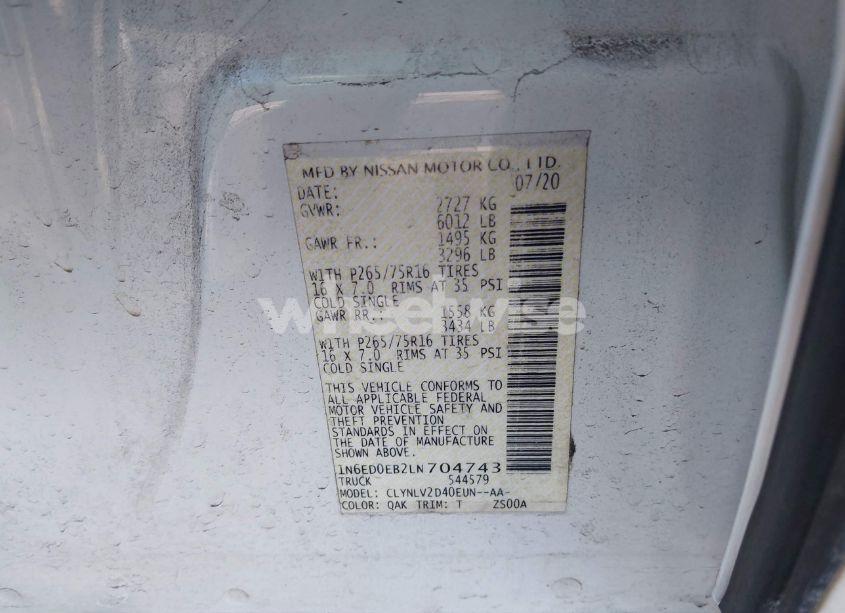 MFD BY NISSAN MOTOR CO., LTD.
DATE: 07/20
GVWR: 2727 KG
6012 LB
GAWR FR.: 1495 KG
3296 LB
WITH P265/75R16 TIRES
16 X 7.0 RIMS AT 35 PSI
COLD SINGLE
GAWR RR.: 1558 KG
3434 LB
WITH P265/75R16 TIRES
16 X 7.0 RIMS AT 35 PSI
COLD SINGLE
THIS VEHICLE CONFORMS TO
ALL APPLICABLE FEDERAL
MOTOR VEHICLE SAFETY AND
THEFT PREVENTION
STANDARDS IN EFFECT ON
THE DATE OF MANUFACTURE
SHOWN ABOVE.
1N6ED0EB2LN704743
TRUCK 544579
MODEL: CLYNLV2D40EUN--AA-
COLOR: QAK TRIM: T ZS00A
wheelwise